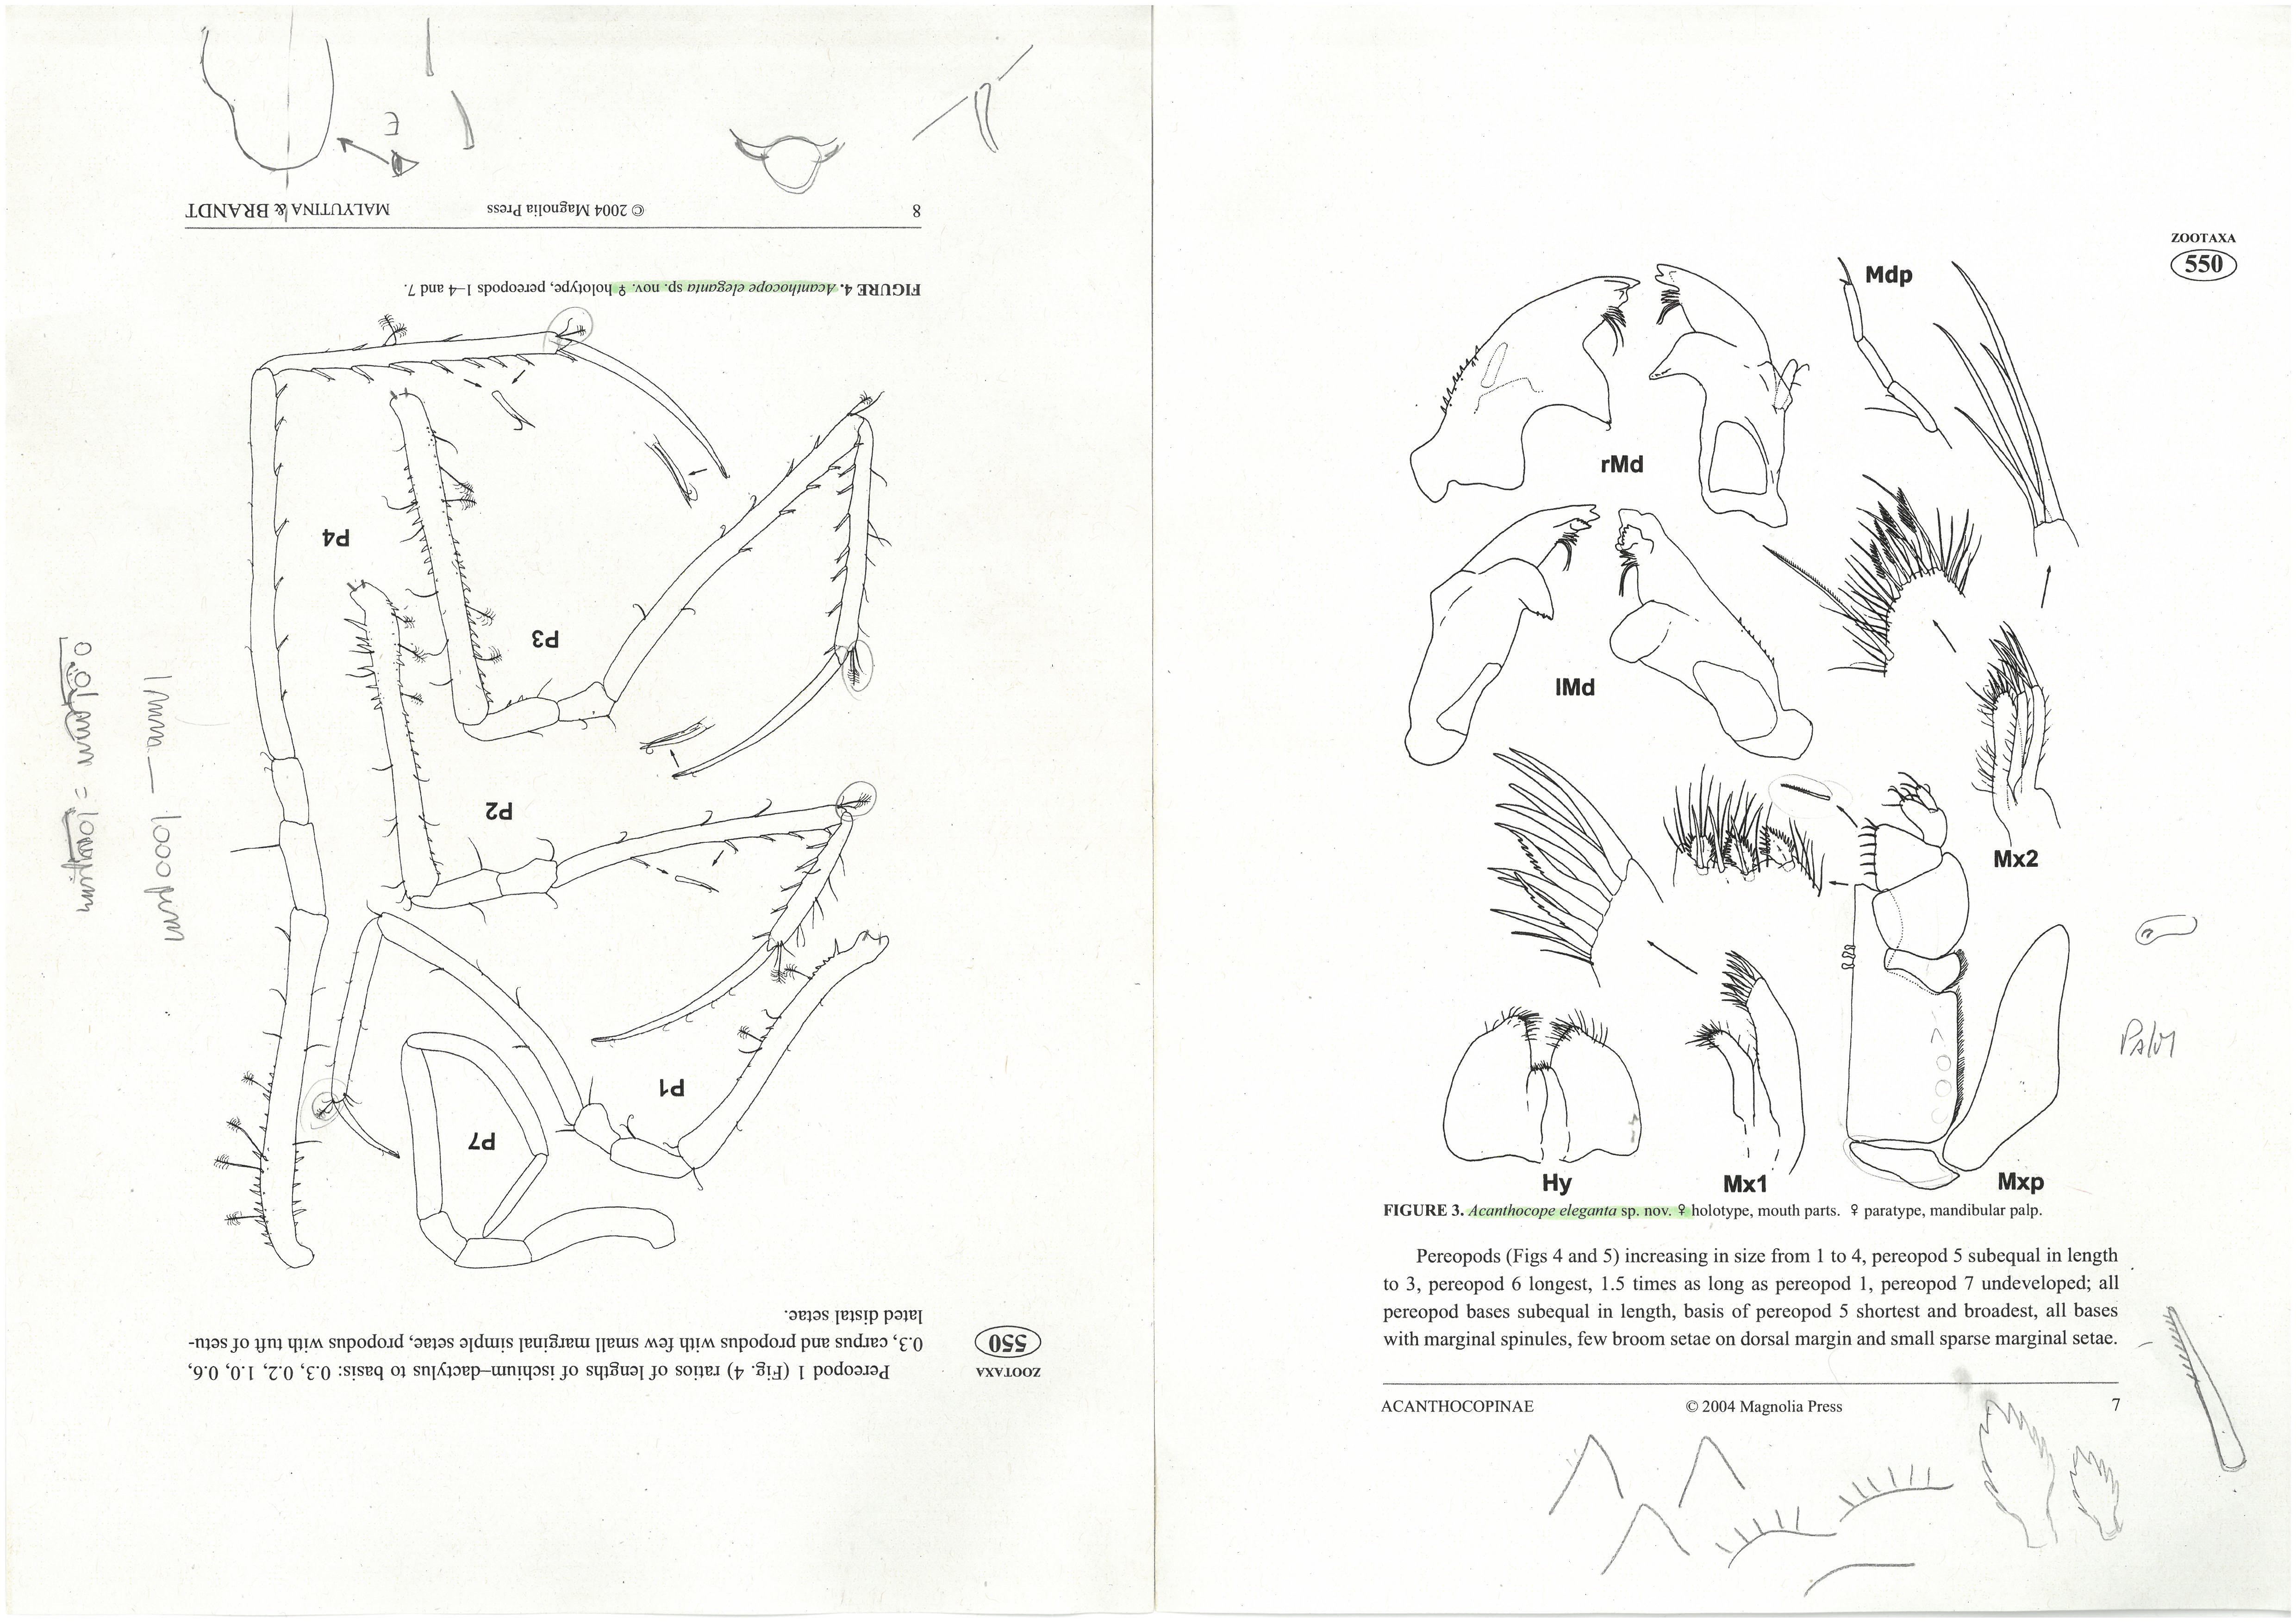 ZOOTAXA
550
Pereopod 1 (Fig. 4) ratios of lengths of ischium–dactylus to basis: 0.3, 0.2, 1.0, 0.6,
0.3, carpus and propodus with few small marginal simple setae, propodus with tuft of setu-
lated distal setae.
P7
P1
P2
P3
P4
FIGURE 4. Acanthocope eleganta sp. nov. ♀ holotype, pereopods 1–4 and 7.
8
© 2004 Magnolia Press
MALYUTINA & BRANDT
1mm — 1000µm
ZOOTAXA
550
Mdp
rMd
lMd
Mx2
Hy
Mx1
Mxp
FIGURE 3. Acanthocope eleganta sp. nov. ♀ holotype, mouth parts. ♀ paratype, mandibular palp.
Pereopods (Figs 4 and 5) increasing in size from 1 to 4, pereopod 5 subequal in length
to 3, pereopod 6 longest, 1.5 times as long as pereopod 1, pereopod 7 undeveloped; all
pereopod bases subequal in length, basis of pereopod 5 shortest and broadest, all bases
with marginal spinules, few broom setae on dorsal margin and small sparse marginal setae.
ACANTHOCOPINAE
© 2004 Magnolia Press
7